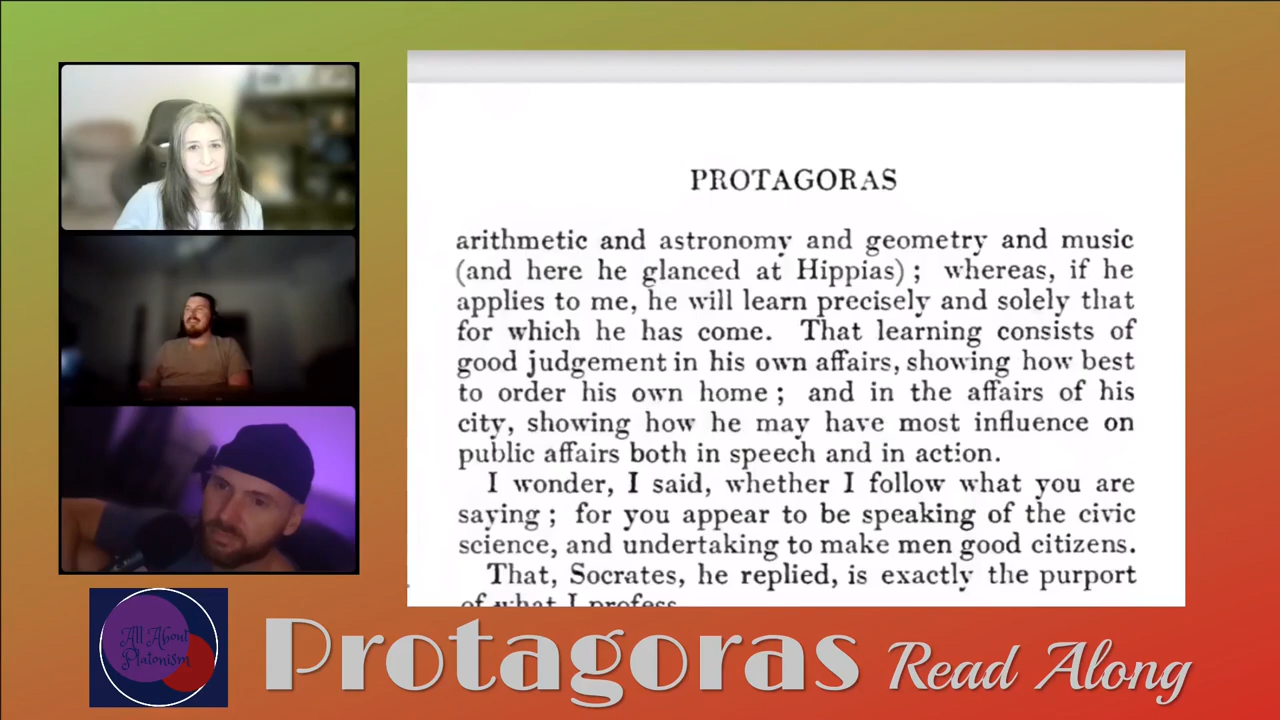 PROTAGORAS
arithmetic and astronomy and geometry and music
(and here he glanced at Hippias) ; whereas, if he
applies to me, he will learn precisely and solely that
for which he has come. That learning consists of
good judgement in his own affairs, showing how best
to order his own home ; and in the affairs of his
city, showing how he may have most influence on
public affairs both in speech and in action.
I wonder, I said, whether I follow what you are
saying ; for you appear to be speaking of the civic
science, and undertaking to make men good citizens.
That, Socrates, he replied, is exactly the purport
of what I profess.
All About
Platonism
Protagoras Read Along